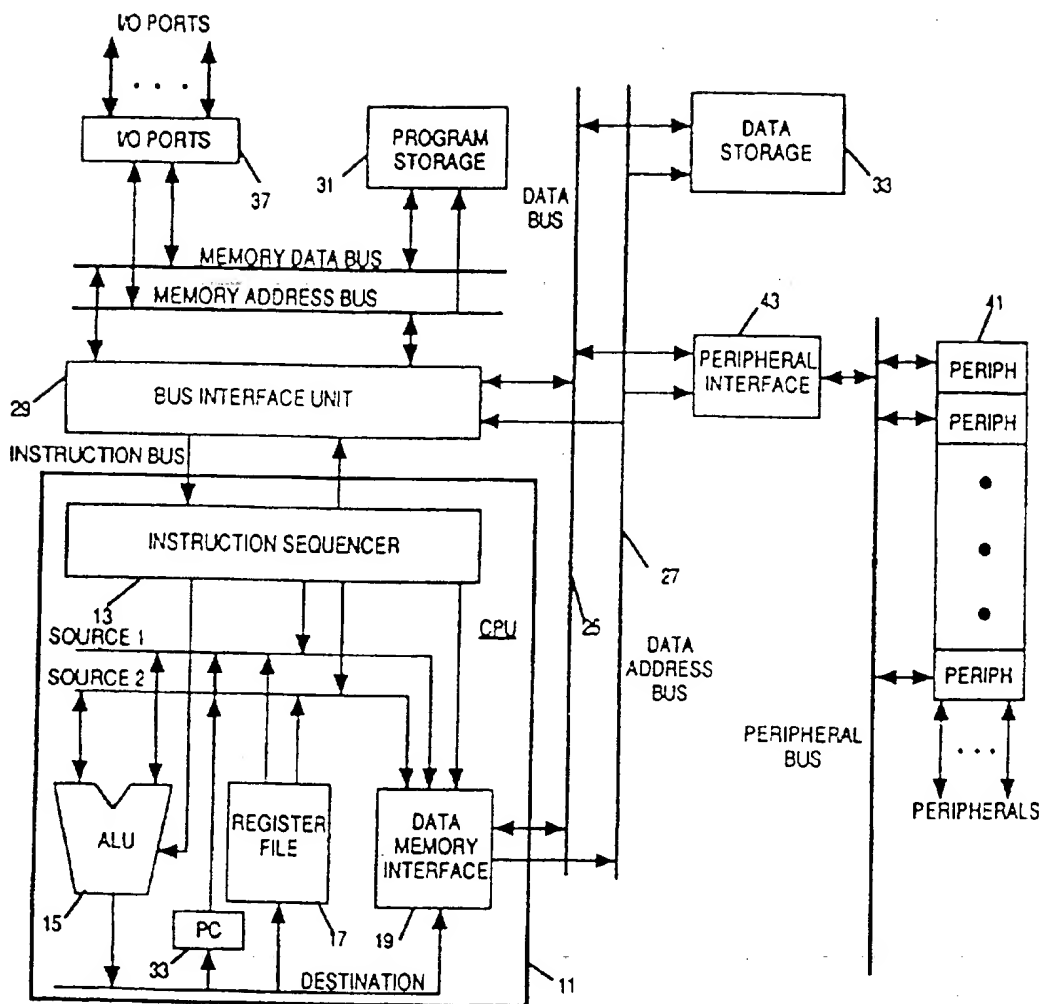 I/O PORTS
. . .
I/O PORTS
37
PROGRAM
STORAGE
31
DATA
STORAGE
33
DATA
BUS
MEMORY DATA BUS
MEMORY ADDRESS BUS
43
PERIPHERAL
INTERFACE
41
PERIPH
PERIPH
PERIPH
. . .
PERIPHERALS
BUS INTERFACE UNIT
29
INSTRUCTION BUS
INSTRUCTION SEQUENCER
13
CPU
25
27
DATA
ADDRESS
BUS
PERIPHERAL
BUS
SOURCE 1
SOURCE 2
ALU
15
REGISTER
FILE
17
DATA
MEMORY
INTERFACE
19
PC
33
DESTINATION
11